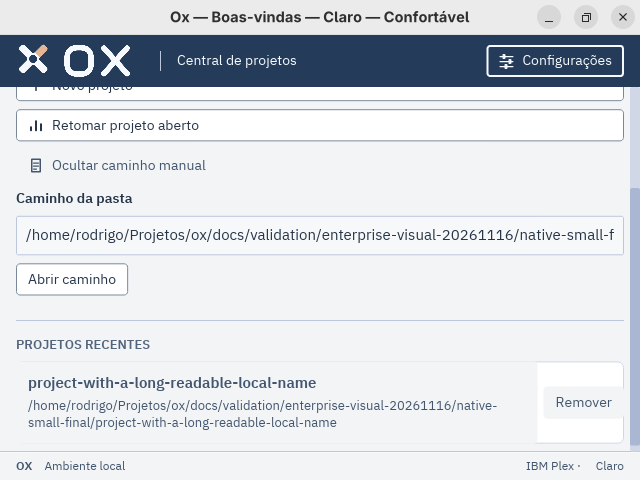 Ox — Boas-vindas — Claro — Confortável
OX
Central de projetos
Configurações
Novo projeto
Retomar projeto aberto
Ocultar caminho manual
Caminho da pasta
/home/rodrigo/Projetos/ox/docs/validation/enterprise-visual-20261116/native-small-f
Abrir caminho
PROJETOS RECENTES
project-with-a-long-readable-local-name
/home/rodrigo/Projetos/ox/docs/validation/enterprise-visual-20261116/native-
small-final/project-with-a-long-readable-local-name
Remover
OX Ambiente local
IBM Plex · Claro